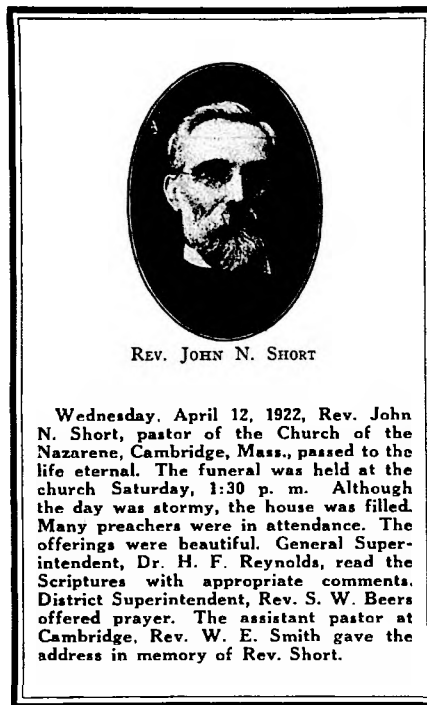 REV. JOHN N. SHORT
Wednesday, April 12, 1922, Rev. John
N. Short, pastor of the Church of the
Nazarene, Cambridge, Mass., passed to the
life eternal. The funeral was held at the
church Saturday, 1:30 p. m. Although
the day was stormy, the house was filled.
Many preachers were in attendance. The
offerings were beautiful. General Super-
intendent, Dr. H. F. Reynolds, read the
Scriptures with appropriate comments.
District Superintendent, Rev. S. W. Beers
offered prayer. The assistant pastor at
Cambridge, Rev. W. E. Smith gave the
address in memory of Rev. Short.